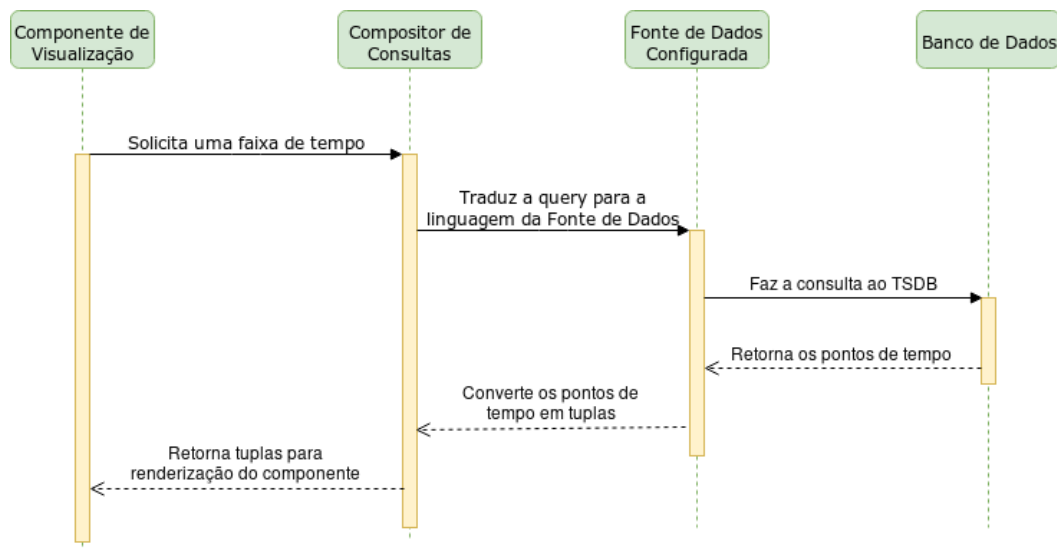 Componente de
Visualização
Compositor de
Consultas
Fonte de Dados
Configurada
Banco de Dados
Solicita uma faixa de tempo
Traduz a query para a
linguagem da Fonte de Dados
Faz a consulta ao TSDB
Retorna os pontos de tempo
Converte os pontos de
tempo em tuplas
Retorna tuplas para
renderização do componente